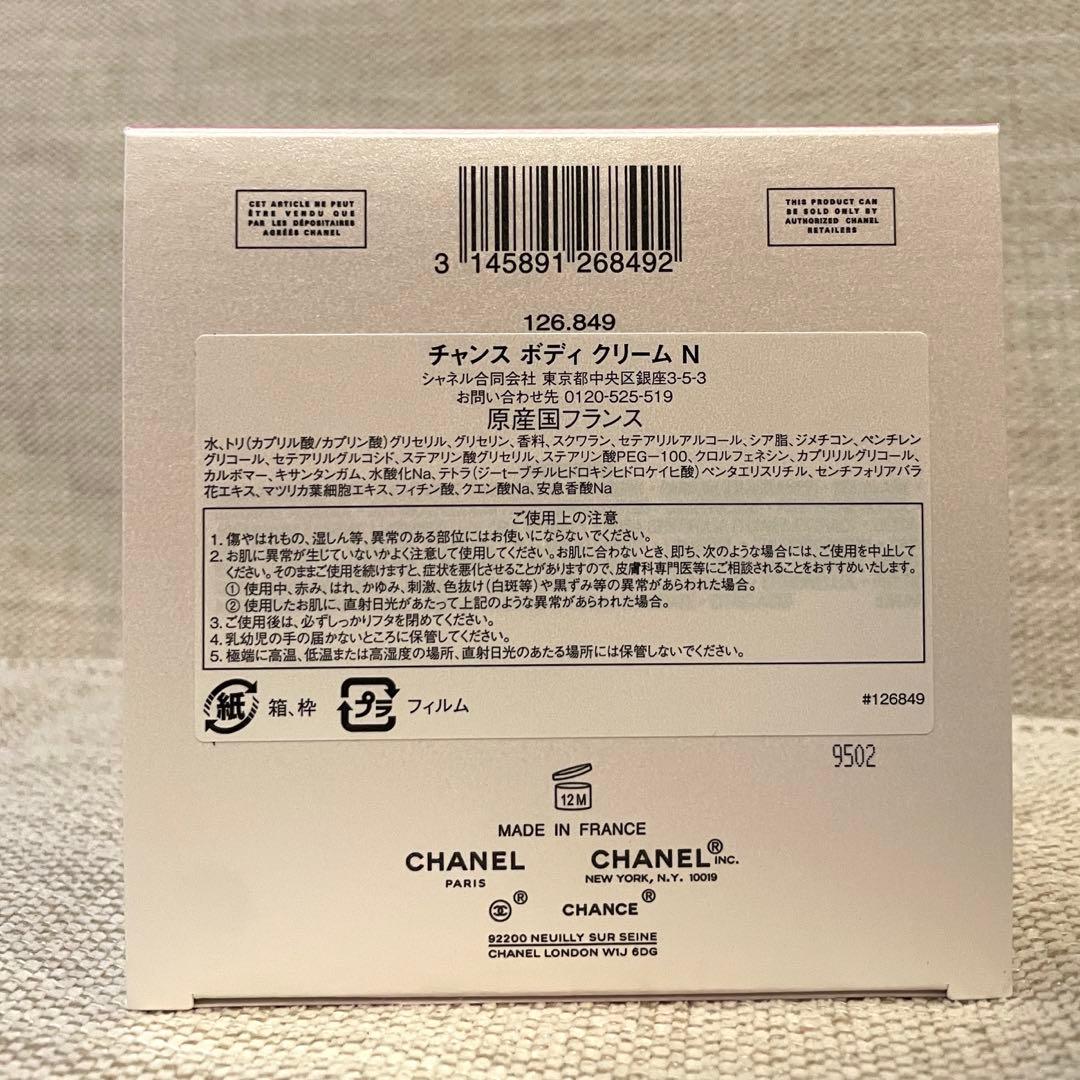 CET ARTICLE NE PEUT
ÊTRE VENDU QUE
PAR LES DÉPOSITAIRES
AGRÉÉS CHANEL
THIS PRODUCT CAN
BE SOLD ONLY BY
AUTHORIZED CHANEL
RETAILERS
3 145891 268492
126.849
チャンス ボディ クリーム N
シャネル合同会社 東京都中央区銀座3-5-3
お問い合わせ先 0120-525-519
原産国フランス
水、トリ(カプリル酸/カプリン酸)グリセリル、グリセリン、香料、スクワラン、セテアリルアルコール、シア脂、ジメチコン、ペンチレン
グリコール、セテアリルグルコシド、ステアリン酸グリセリル、ステアリン酸PEG-100、クロルフェネシン、カプリリルグリコール、
カルボマー、キサンタンガム、水酸化Na、テトラ(ジ-t-ブチルヒドロキシヒドロケイヒ酸)ペンタエリスリチル、センチフォリアバラ
花エキス、マツリカ葉細胞エキス、フィチン酸、クエン酸Na、安息香酸Na
ご使用上の注意
1. 傷やはれもの、湿しん等、異常のある部位にはお使いにならないでください。
2. お肌に異常が生じていないかよく注意して使用してください。お肌に合わないとき、即ち、次のような場合には、ご使用を中止して
ください。そのままご使用を続けますと、症状を悪化させることがありますので、皮膚科専門医等にご相談されることをおすすめいたします。
① 使用中、赤み、はれ、かゆみ、刺激、色抜け(白斑等)や黒ずみ等の異常があらわれた場合。
② 使用したお肌に、直射日光があたって上記のような異常があらわれた場合。
3. ご使用後は、必ずしっかりフタを閉めてください。
4. 乳幼児の手の届かないところに保管してください。
5. 極端に高温、低温または高湿度の場所、直射日光のあたる場所には保管しないでください。
紙 箱、枠 プラ フィルム
#126849
9502
12M
MADE IN FRANCE
CHANEL CHANEL® INC.
PARIS NEW YORK, N.Y. 10019
® CHANCE®
92200 NEUILLY SUR SEINE
CHANEL LONDON W1J 6DG